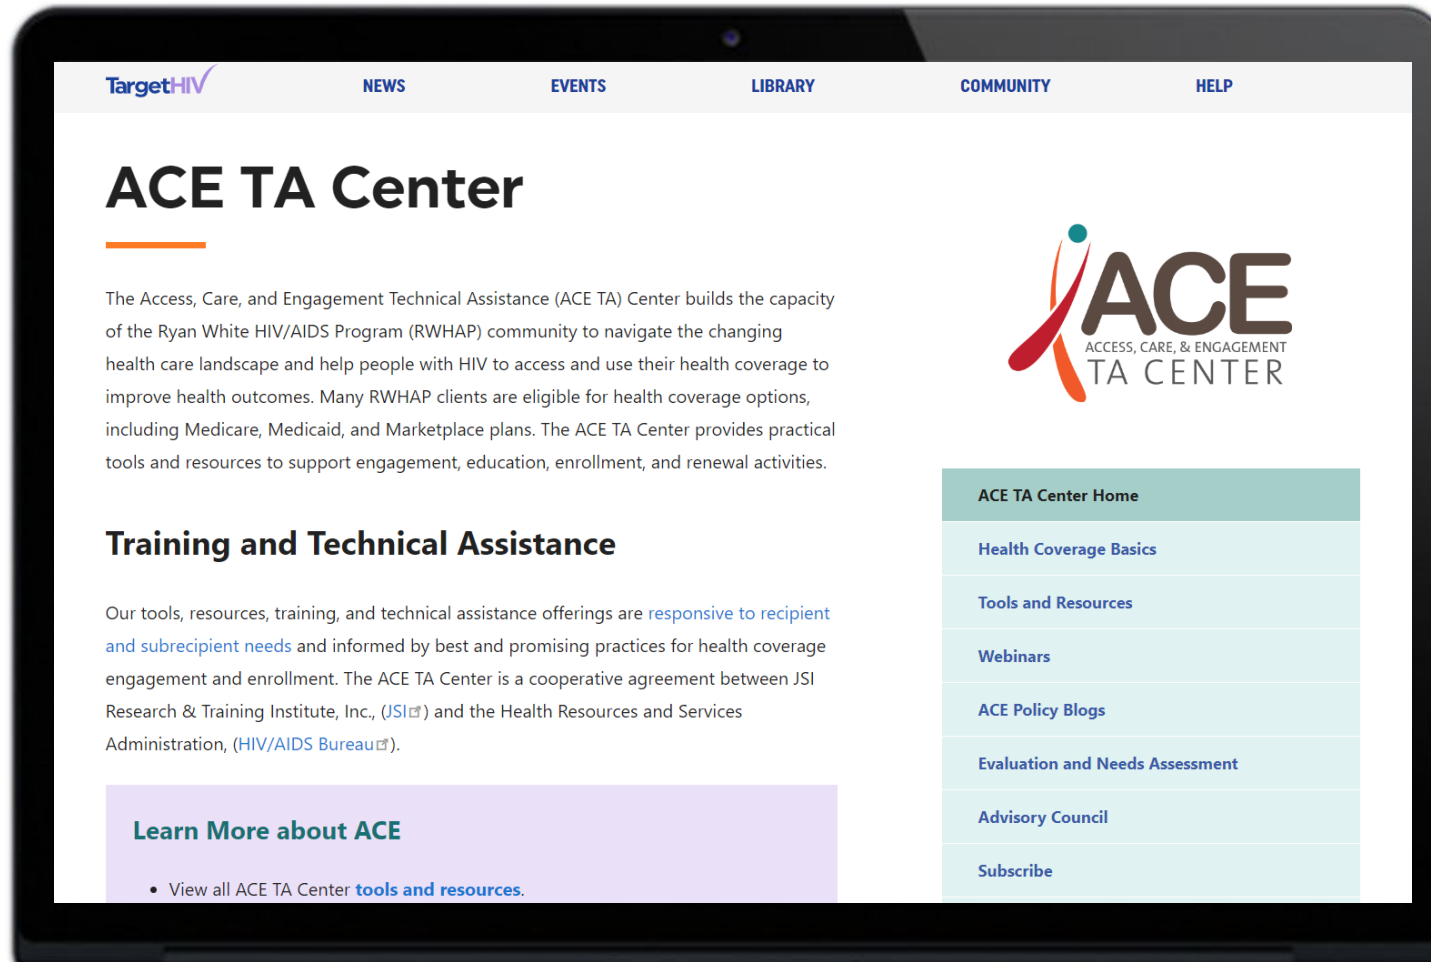 TargetHIV
NEWS
EVENTS
LIBRARY
COMMUNITY
HELP
ACE TA Center
The Access, Care, and Engagement Technical Assistance (ACE TA) Center builds the capacity
of the Ryan White HIV/AIDS Program (RWHAP) community to navigate the changing
health care landscape and help people with HIV to access and use their health coverage to
improve health outcomes. Many RWHAP clients are eligible for health coverage options,
including Medicare, Medicaid, and Marketplace plans. The ACE TA Center provides practical
tools and resources to support engagement, education, enrollment, and renewal activities.
Training and Technical Assistance
Our tools, resources, training, and technical assistance offerings are responsive to recipient
and subrecipient needs and informed by best and promising practices for health coverage
engagement and enrollment. The ACE TA Center is a cooperative agreement between JSI
Research & Training Institute, Inc., (JSI) and the Health Resources and Services
Administration, (HIV/AIDS Bureau).
Learn More about ACE
• View all ACE TA Center tools and resources.
ACE
ACCESS, CARE, & ENGAGEMENT
TA CENTER
ACE TA Center Home
Health Coverage Basics
Tools and Resources
Webinars
ACE Policy Blogs
Evaluation and Needs Assessment
Advisory Council
Subscribe